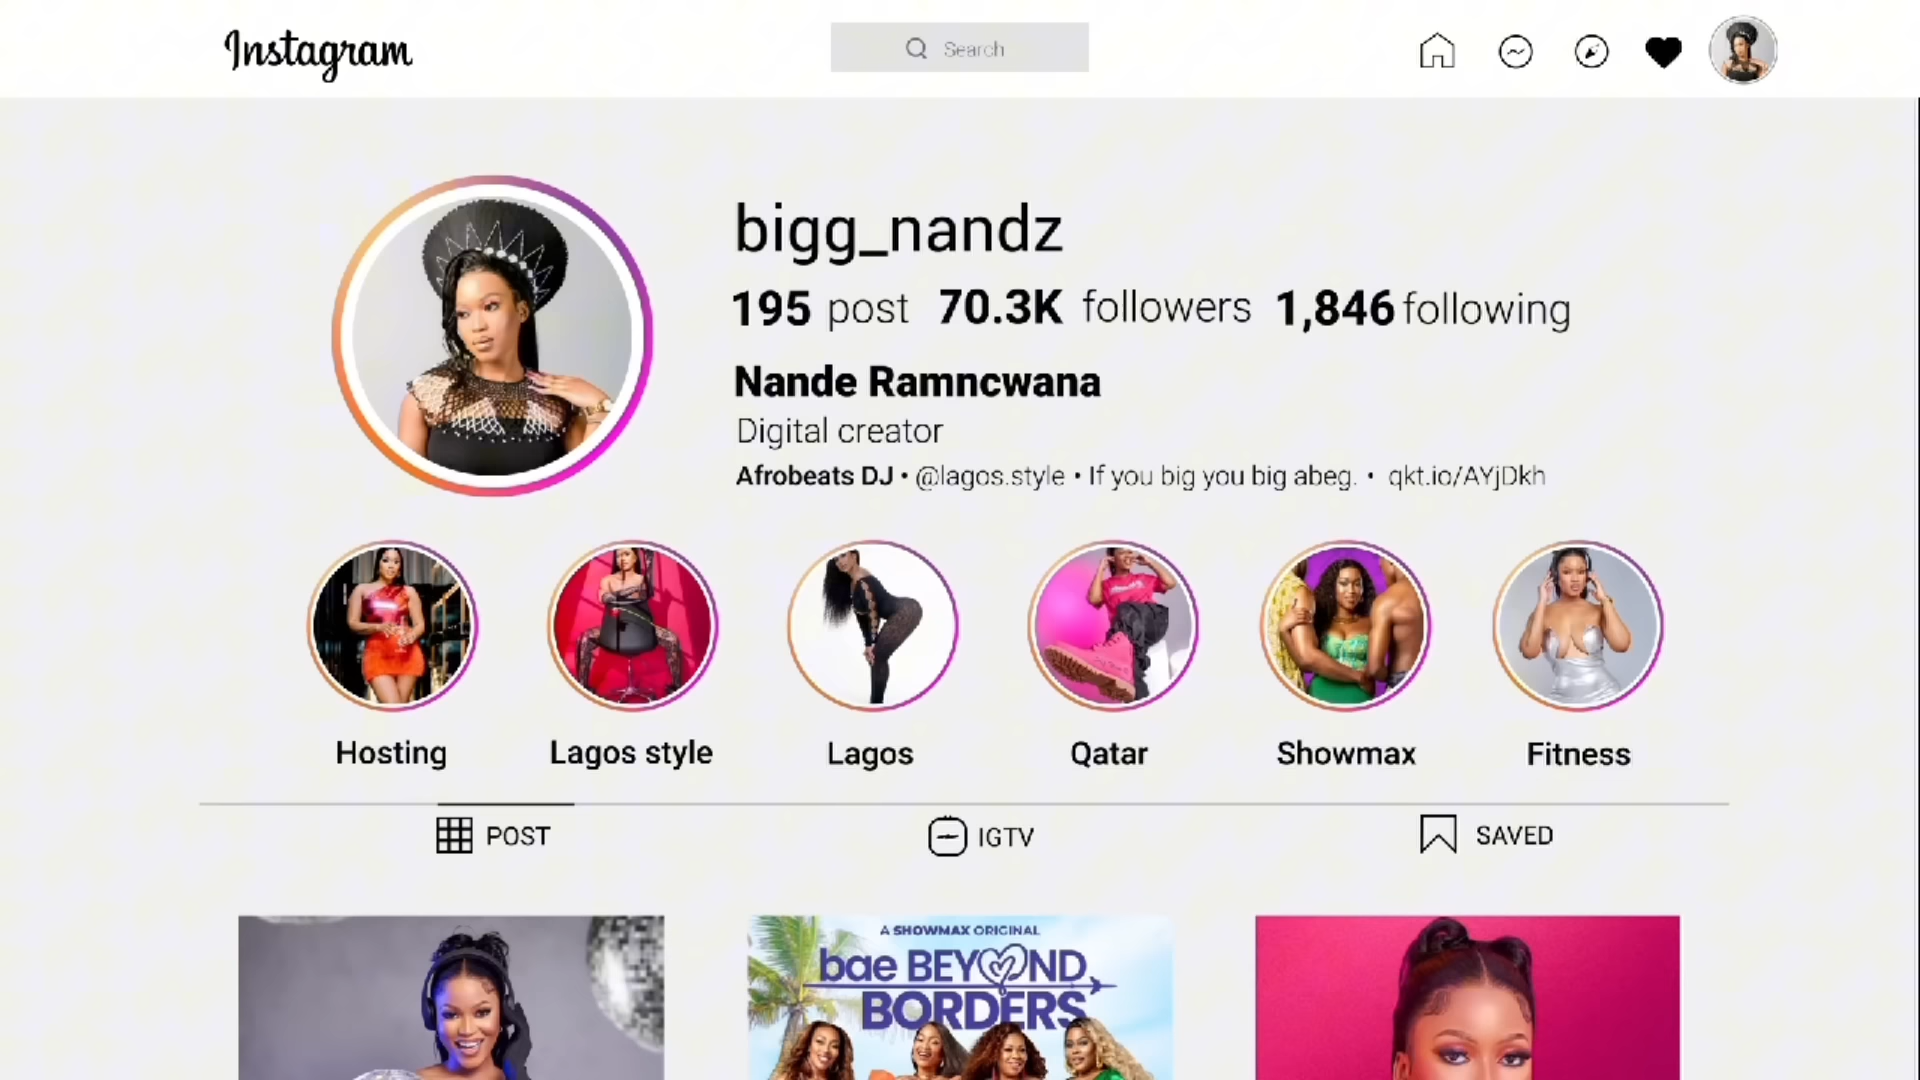 Instagram
Search
bigg_nandz
195 post 70.3K followers 1,846 following
Nande Ramncwana
Digital creator
Afrobeats DJ • @lagos.style • If you big you big abeg. • qkt.io/AYjDkh
Hosting Lagos style Lagos Qatar Showmax Fitness
POST IGTV SAVED
A SHOWMAX ORIGINAL
bae BEYOND
BORDERS